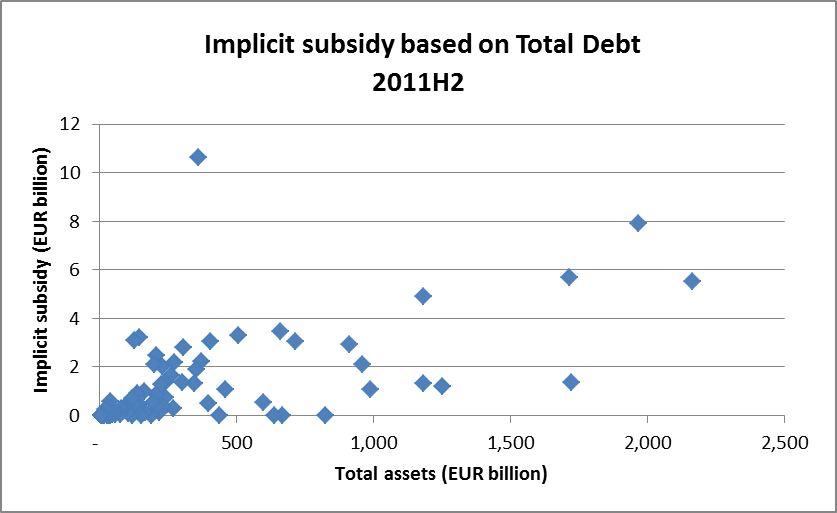 Implicit subsidy based on Total Debt
2011H2
Implicit subsidy (EUR billion)
12
10
8
6
4
2
0
- 500 1,000 1,500 2,000 2,500
Total assets (EUR billion)